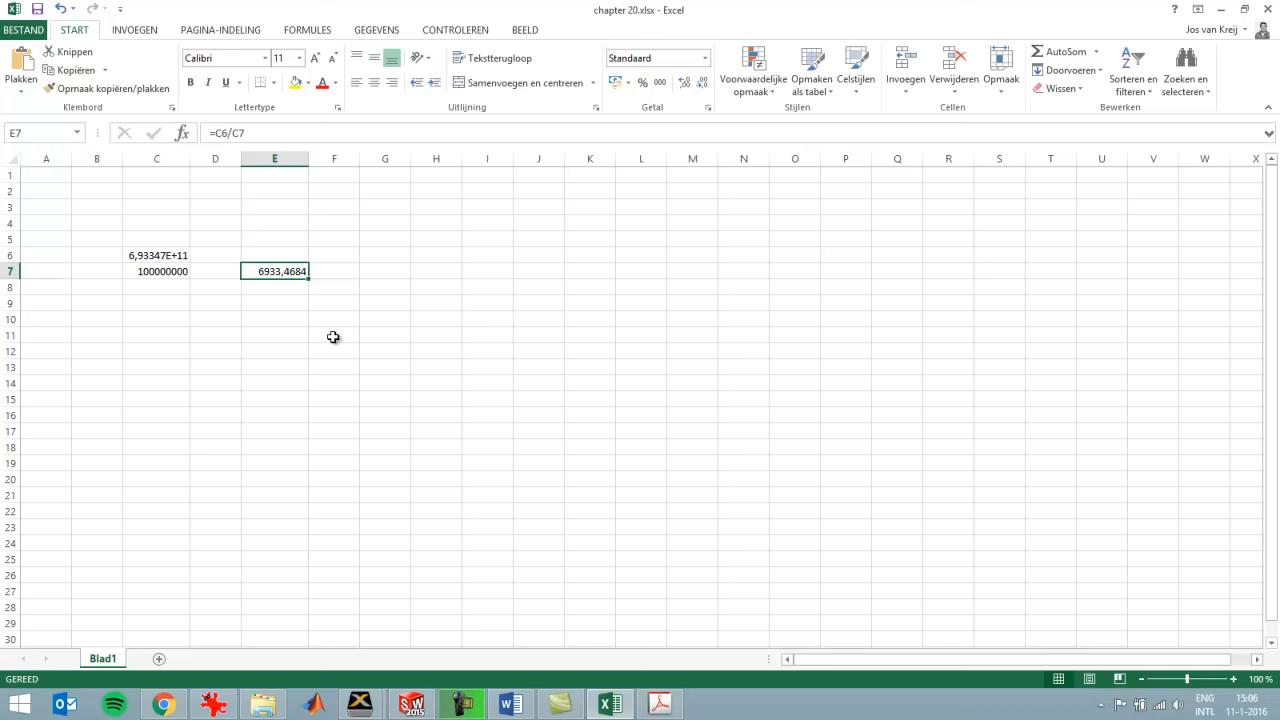 chapter 20.xlsx - Excel
BESTAND START INVOEGEN PAGINA-INDELING FORMULES GEGEVENS CONTROLEREN BEELD
Jos van Kreij
Plakken
Knippen
Kopiëren
Opmaak kopiëren/plakken
Klembord
Calibri 11
B I U
Lettertype
Tekstterugloop
Samenvoegen en centreren
Uitlijning
Standaard
% 000
Getal
Voorwaardelijke opmaak
Opmaken als tabel
Celstijlen
Stijlen
Invoegen Verwijderen Opmaak
Cellen
AutoSom
Doorvoeren
Wissen
Sorteren en filteren
Zoeken en selecteren
Bewerken
E7 fx =C6/C7
A B C D E F G H I J K L M N O P Q R S T U V W X
1
2
3
4
5
6 6,93347E+11
7 100000000 6933,4684
8
9
10
11
12
13
14
15
16
17
18
19
20
21
22
23
24
25
26
27
28
29
30
Blad1
GEREED 100 %
SW 2015
ENG 15:06
INTL 11-1-2016